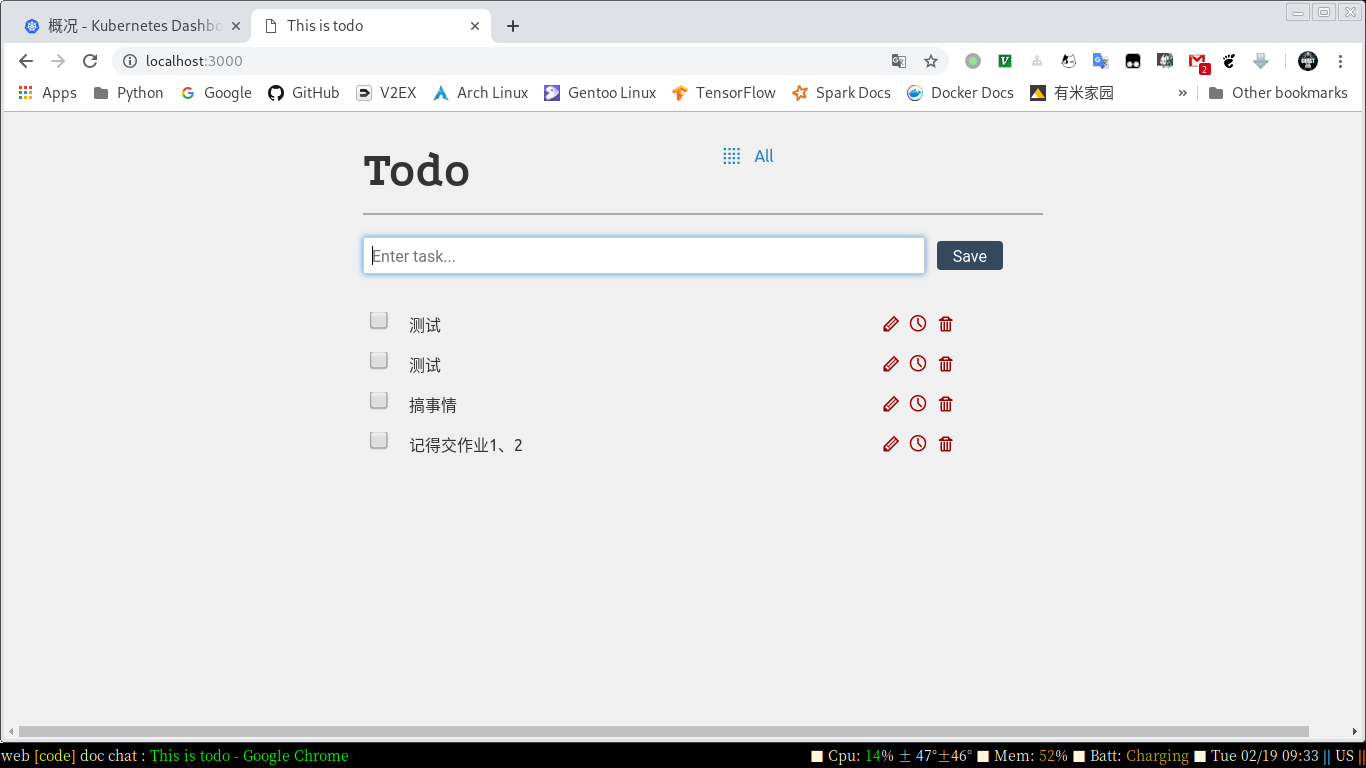 概况 - Kubernetes Dashbo
This is todo
localhost:3000
2
Apps Python Google GitHub V2EX Arch Linux Gentoo Linux TensorFlow Spark Docs Docker Docs 有米家园 » Other bookmarks
Todo
All
Enter task...
Save
测试
测试
搞事情
记得交作业1、2
web [code] doc chat : This is todo - Google Chrome
Cpu: 14% ± 47°±46° Mem: 52% Batt: Charging Tue 02/19 09:33 || US ||